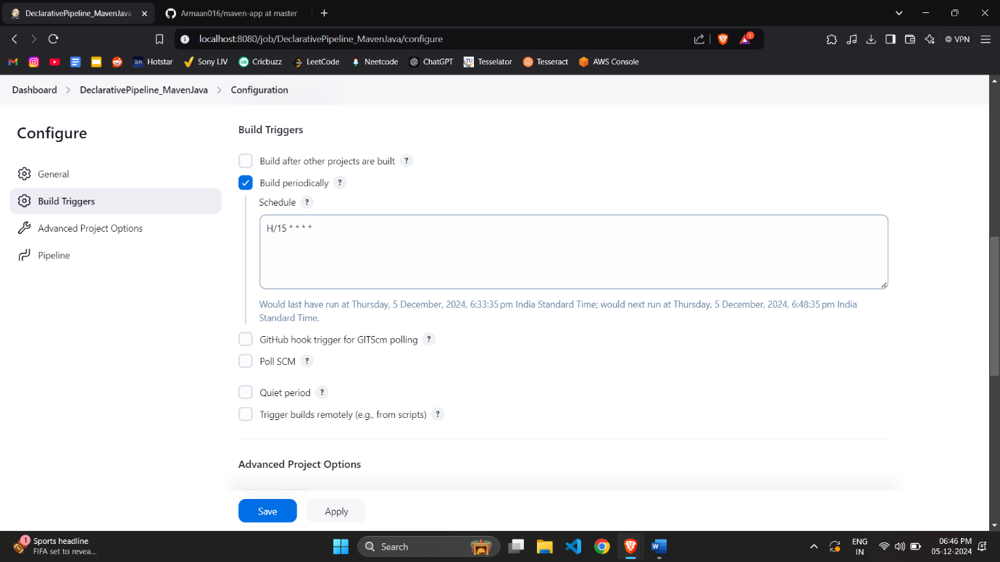 DeclarativePipeline_MavenJava
Armaan016/maven-app at master
localhost:8080/job/DeclarativePipeline_MavenJava/configure
1
VPN
Hotstar
Sony LIV
Cricbuzz
LeetCode
Neetcode
ChatGPT
Tesselator
Tesseract
AWS Console
Dashboard
DeclarativePipeline_MavenJava
Configuration
Configure
General
Build Triggers
Advanced Project Options
Pipeline
Build Triggers
Build after other projects are built ?
Build periodically ?
Schedule ?
H/15 * * * *
Would last have run at Thursday, 5 December, 2024, 6:33:35 pm India Standard Time; would next run at Thursday, 5 December, 2024, 6:48:35 pm India
Standard Time.
GitHub hook trigger for GITScm polling ?
Poll SCM ?
Quiet period ?
Trigger builds remotely (e.g., from scripts) ?
Advanced Project Options
Save
Apply
1
Sports headline
FIFA set to revea...
Search
ENG
IN
06:46 PM
05-12-2024